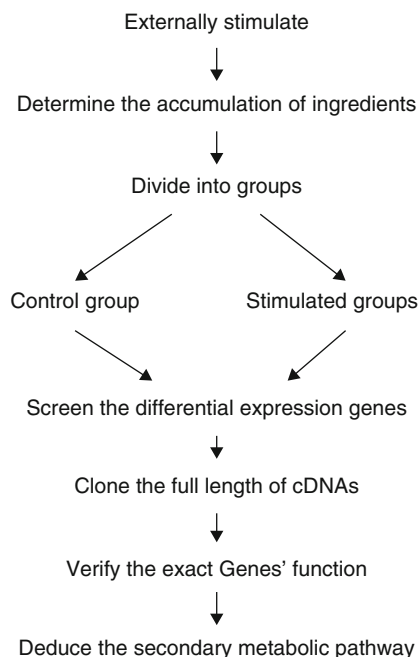 Externally stimulate
Determine the accumulation of ingredients
Divide into groups
Control group
Stimulated groups
Screen the differential expression genes
Clone the full length of cDNAs
Verify the exact Genes' function
Deduce the secondary metabolic pathway